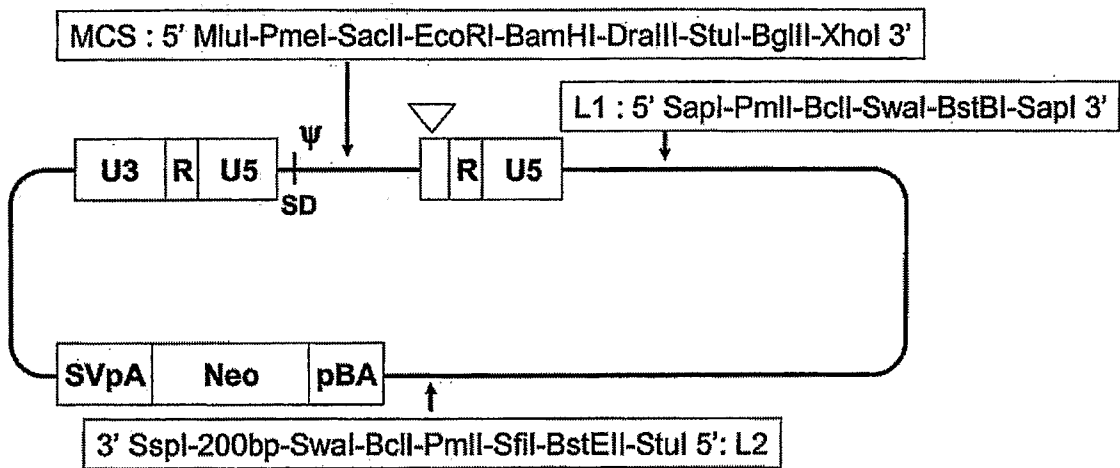 MCS : 5' MluI-PmeI-SacII-EcoRI-BamHI-DraIII-StuI-BglII-XhoI 3'
L1 : 5' SapI-PmlI-BclI-SwaI-BstBI-SapI 3'
Ψ
U3 R U5 R U5
SD
SVpA Neo pBA
3' SspI-200bp-SwaI-BclI-PmlI-SfiI-BstEII-StuI 5': L2